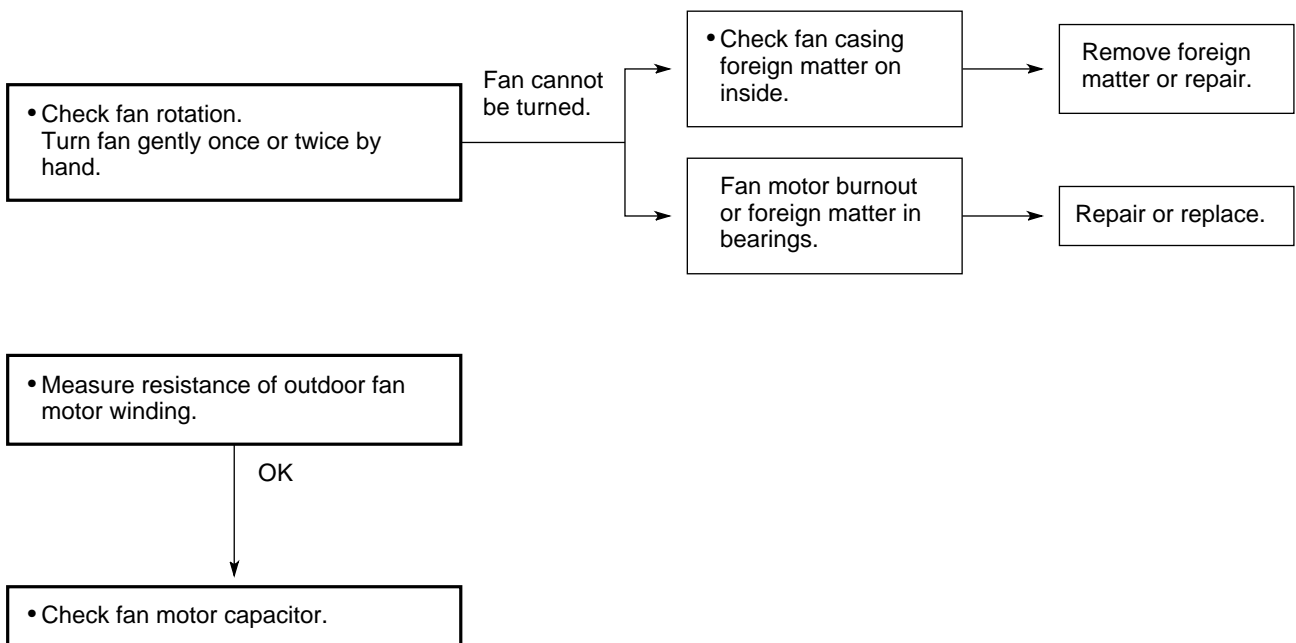 • Check fan rotation.
Turn fan gently once or twice by
hand.
Fan cannot
be turned.
• Check fan casing
foreign matter on
inside.
Remove foreign
matter or repair.
Fan motor burnout
or foreign matter in
bearings.
Repair or replace.
• Measure resistance of outdoor fan
motor winding.
OK
• Check fan motor capacitor.